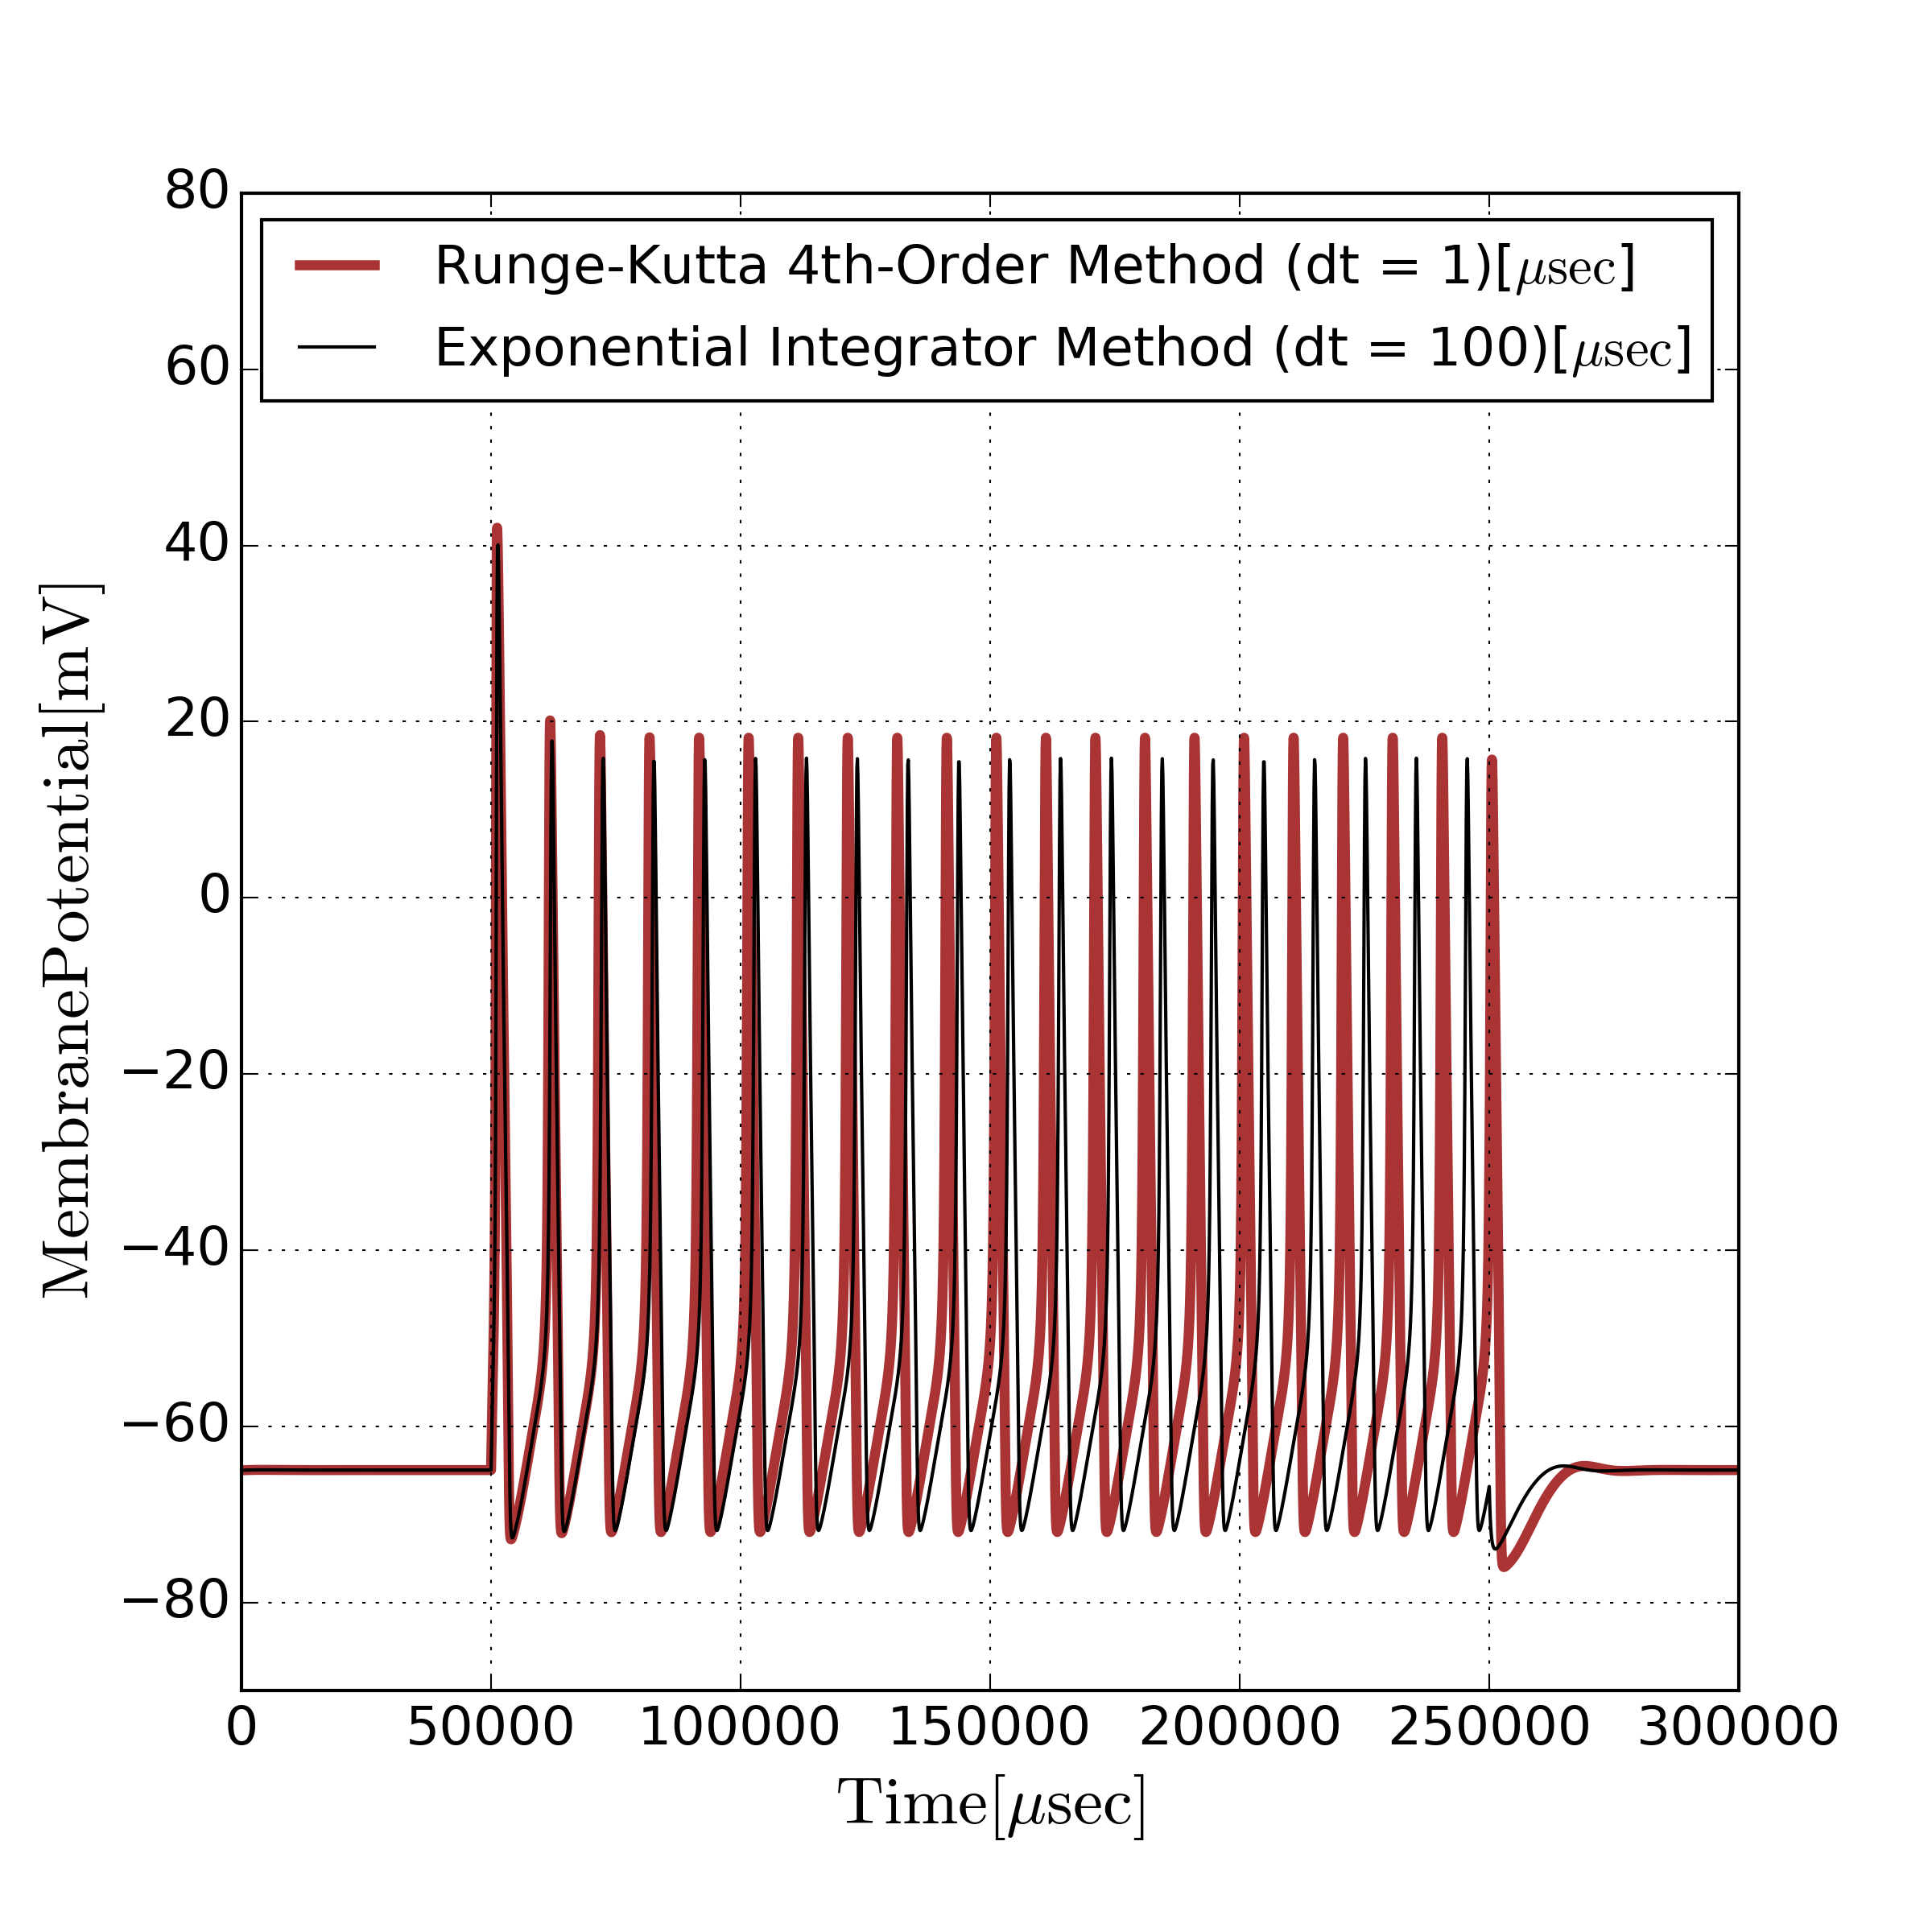 80
Runge-Kutta 4th-Order Method (dt = 1)[μsec]
Exponential Integrator Method (dt = 100)[μsec]
60
40
20
0
−20
−40
−60
−80
MembranePotential[mV]
0 50000 100000 150000 200000 250000 300000
Time[μsec]